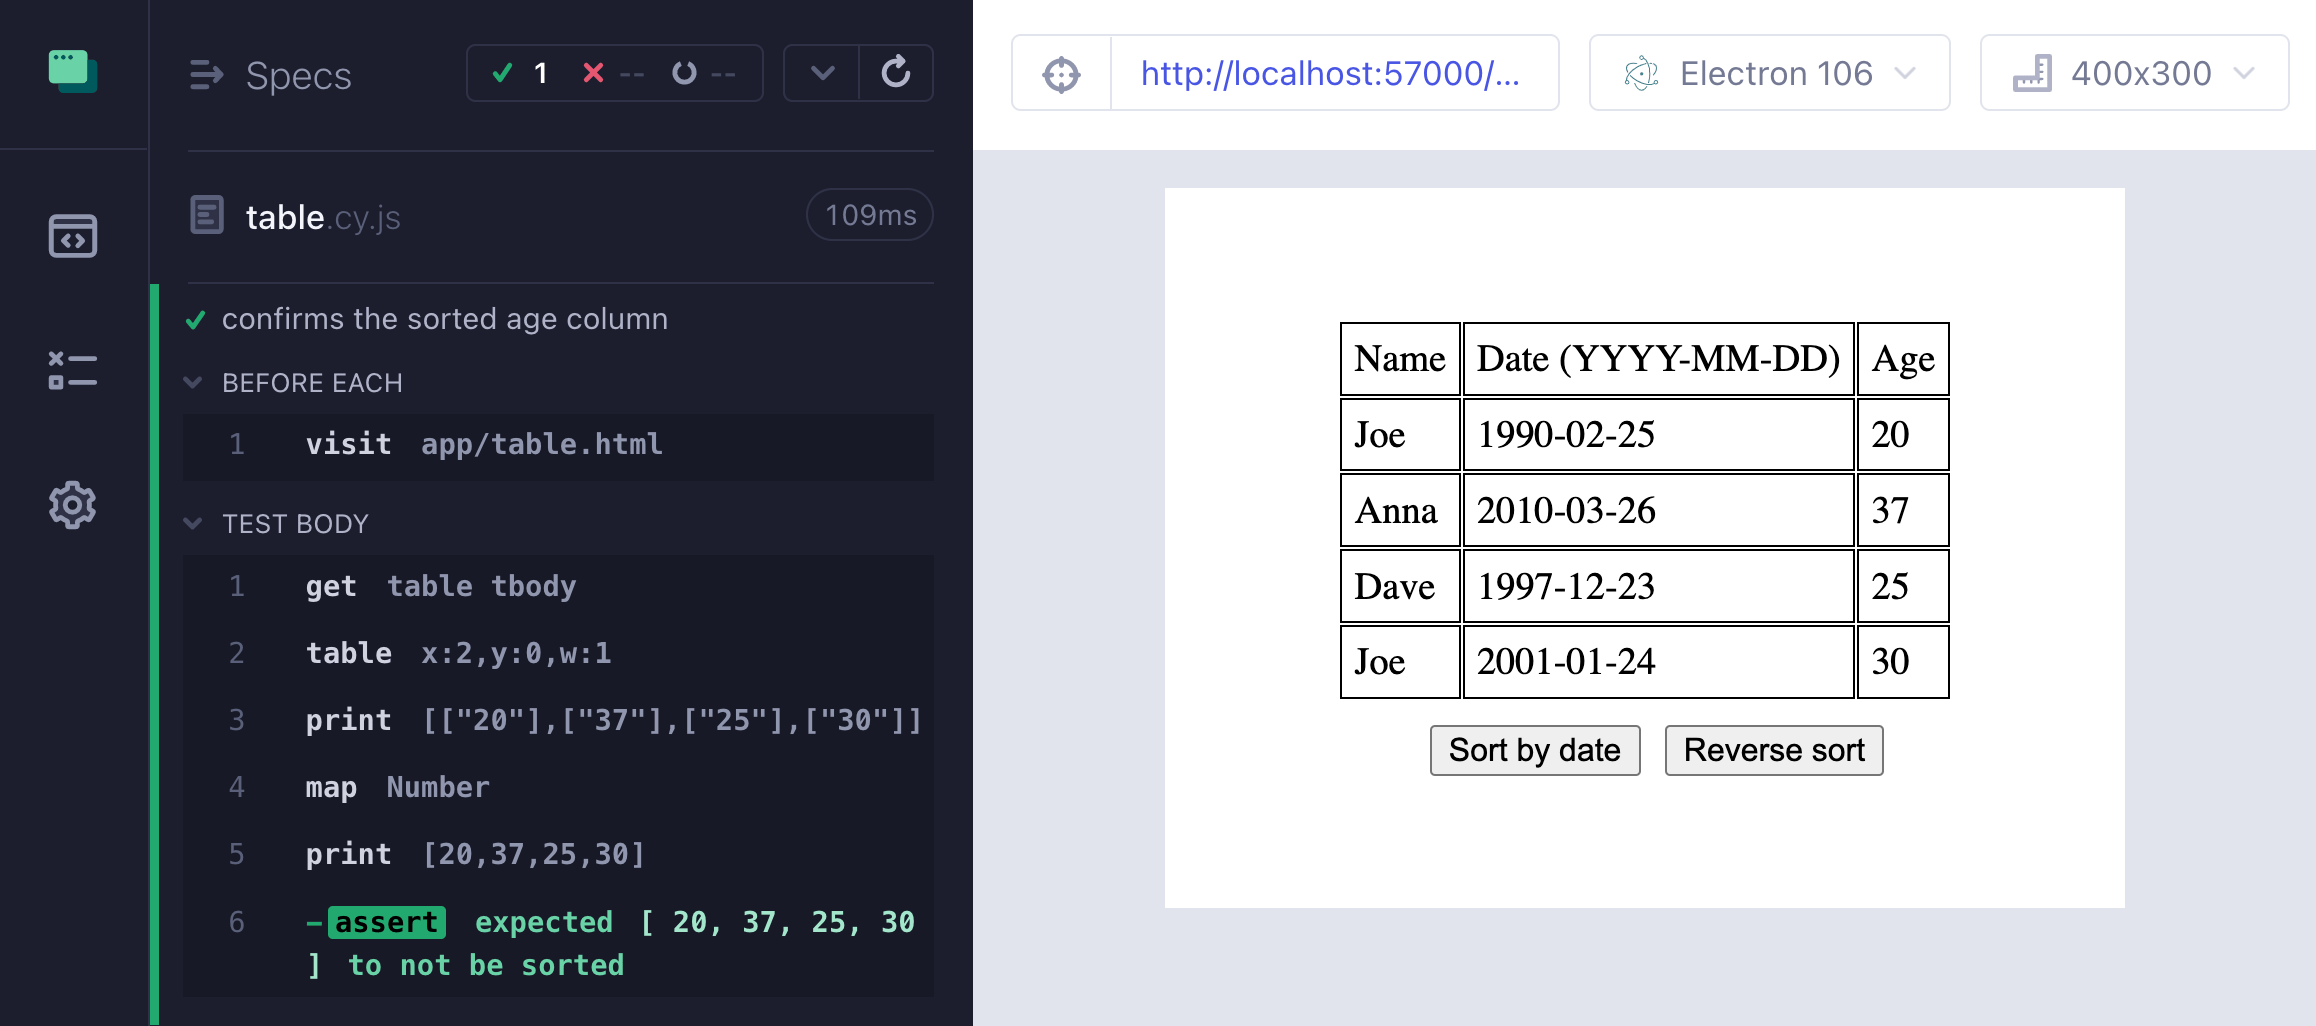 Specs
1 -- --
table.cy.js
109ms
confirms the sorted age column
BEFORE EACH
1 visit app/table.html
TEST BODY
1 get table tbody
2 table x:2,y:0,w:1
3 print [["20"],["37"],["25"],["30"]]
4 map Number
5 print [20,37,25,30]
6 -assert expected [ 20, 37, 25, 30
] to not be sorted
http://localhost:57000/...
Electron 106
400x300
Name Date (YYYY-MM-DD) Age
Joe 1990-02-25 20
Anna 2010-03-26 37
Dave 1997-12-23 25
Joe 2001-01-24 30
Sort by date Reverse sort